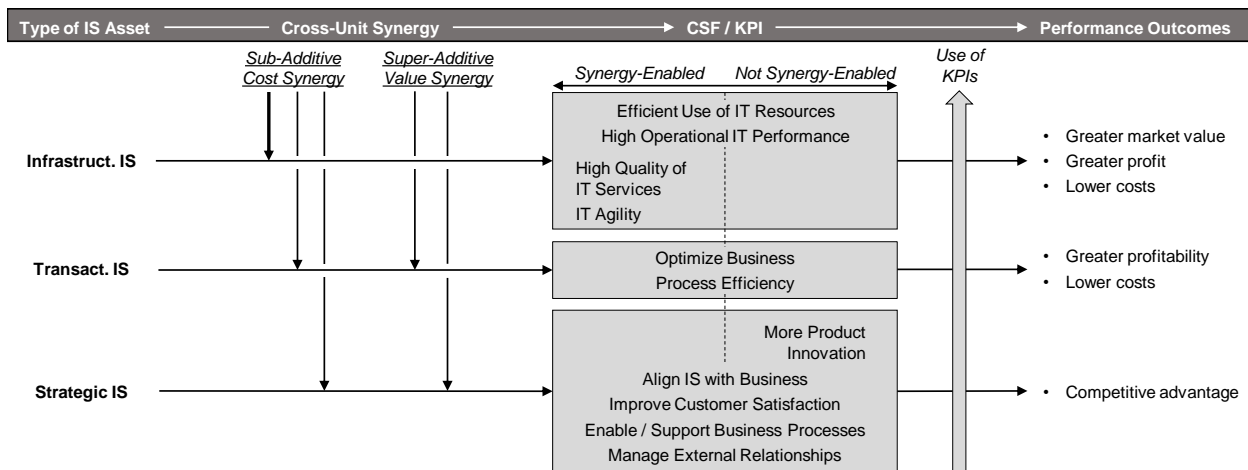 Type of IS Asset
Cross-Unit Synergy
CSF / KPI
Performance Outcomes
Sub-Additive
Cost Synergy
Super-Additive
Value Synergy
Synergy-Enabled
Not Synergy-Enabled
Use of
KPIs
Infrastruct. IS
Efficient Use of IT Resources
High Operational IT Performance
High Quality of
IT Services
IT Agility
• Greater market value
• Greater profit
• Lower costs
Transact. IS
Optimize Business
Process Efficiency
• Greater profitability
• Lower costs
Strategic IS
More Product
Innovation
Align IS with Business
Improve Customer Satisfaction
Enable / Support Business Processes
Manage External Relationships
• Competitive advantage